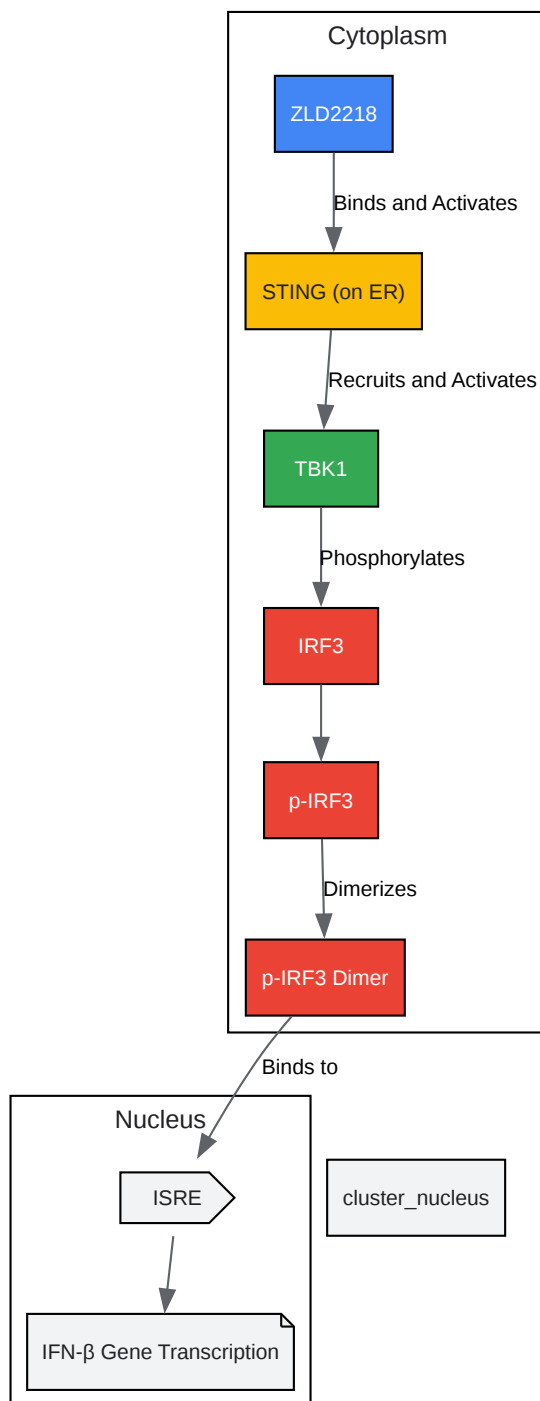 Cytoplasm
ZLD2218
Binds and Activates
STING (on ER)
Recruits and Activates
TBK1
Phosphorylates
IRF3
p-IRF3
Dimerizes
p-IRF3 Dimer
Binds to
Nucleus
ISRE
cluster_nucleus
IFN-β Gene Transcription